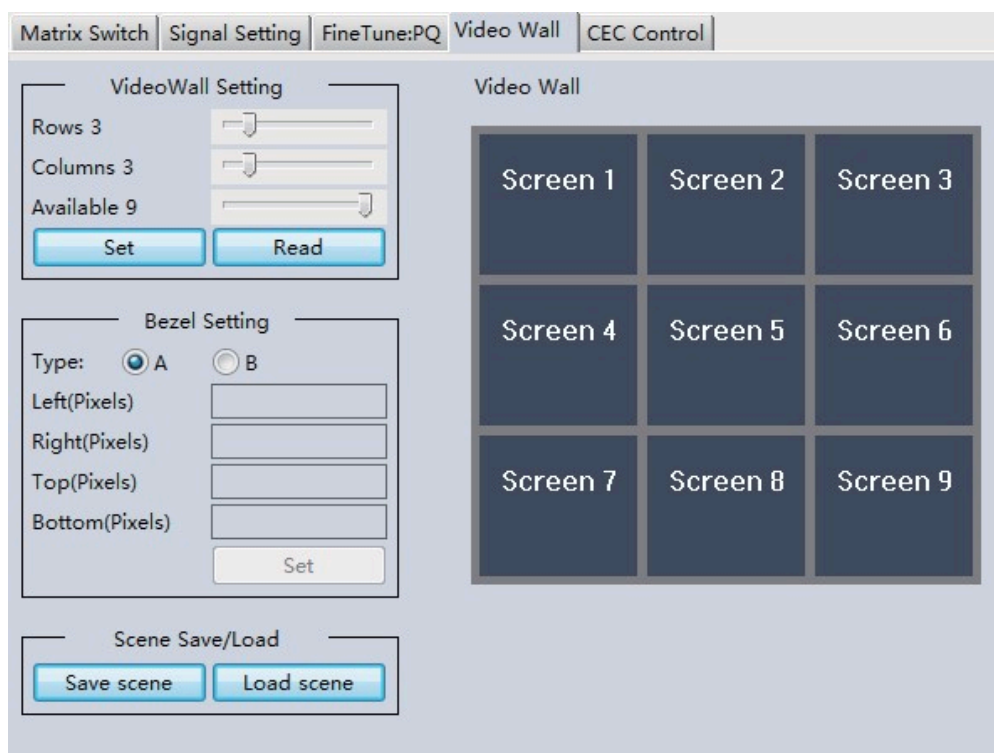 Matrix Switch Signal Setting FineTune:PQ Video Wall CEC Control
VideoWall Setting
Rows 3
Columns 3
Available 9
Set Read
Bezel Setting
Type: A B
Left(Pixels)
Right(Pixels)
Top(Pixels)
Bottom(Pixels)
Set
Scene Save/Load
Save scene Load scene
Video Wall
Screen 1 Screen 2 Screen 3
Screen 4 Screen 5 Screen 6
Screen 7 Screen 8 Screen 9